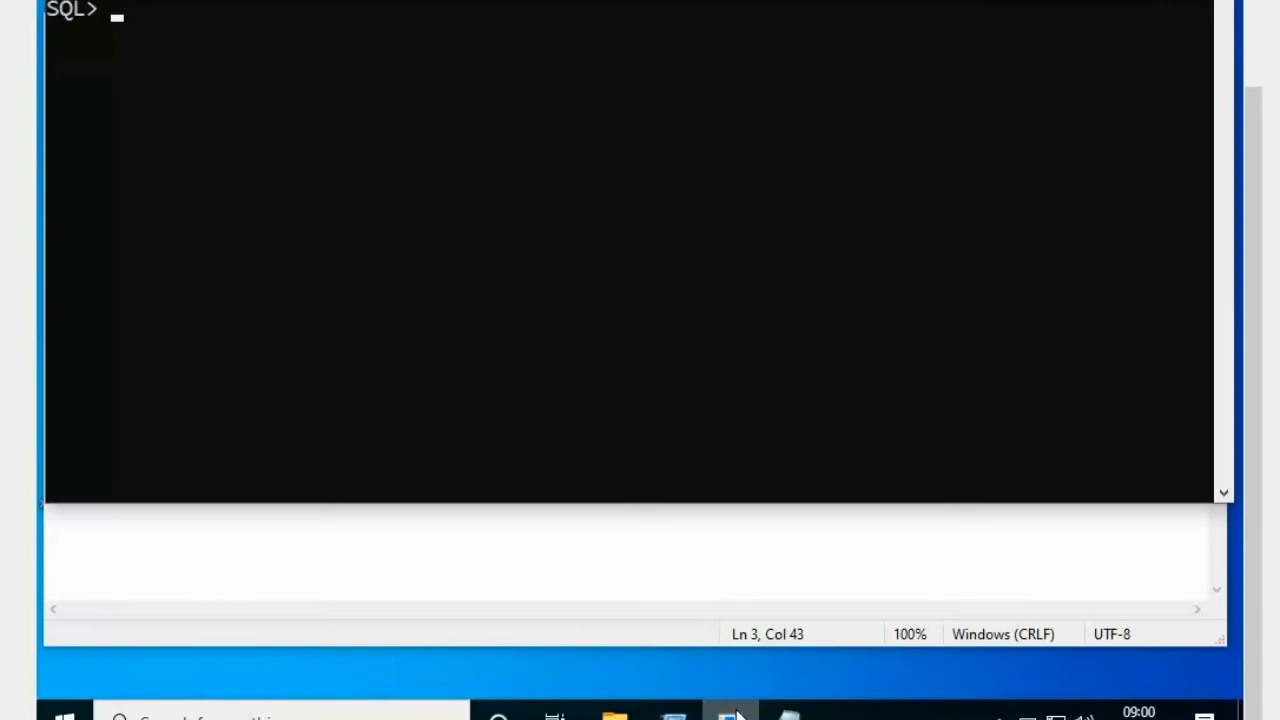 SQL>
Ln 3, Col 43
100%
Windows (CRLF)
UTF-8
09:00